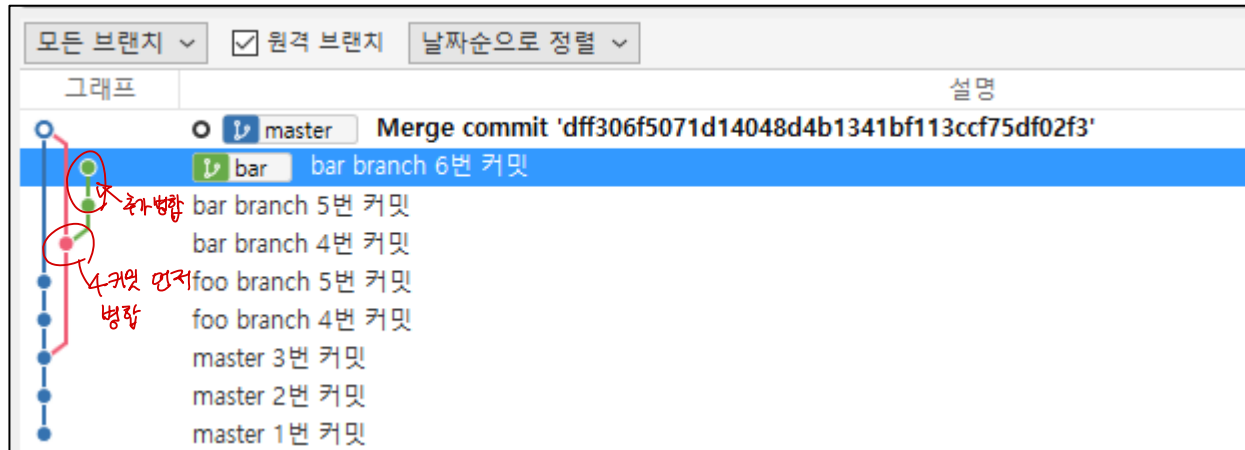 모든 브랜치 원격 브랜치 날짜순으로 정렬
그래프 설명
master Merge commit 'dff306f5071d14048d4b1341bf113ccf75df02f3'
bar bar branch 6번 커밋
추가병합 bar branch 5번 커밋
bar branch 4번 커밋
4커밋 먼저 foo branch 5번 커밋
병합 foo branch 4번 커밋
master 3번 커밋
master 2번 커밋
master 1번 커밋